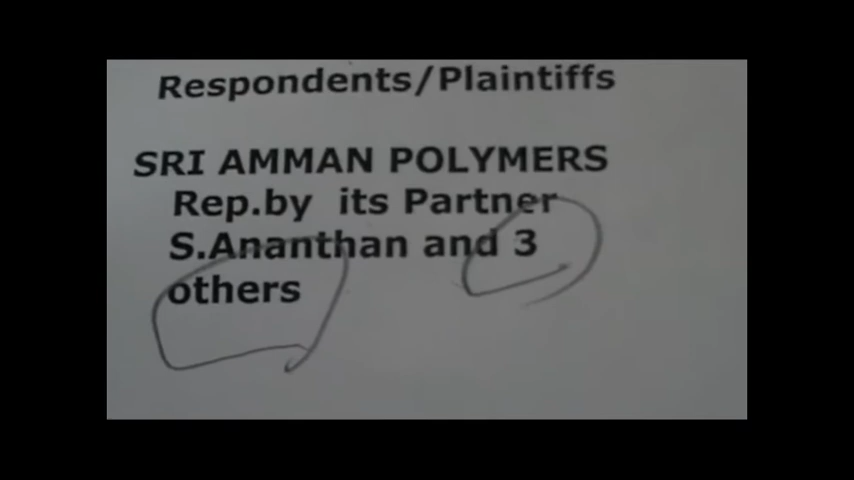 Respondents/Plaintiffs
SRI AMMAN POLYMERS
Rep.by its Partner
S.Ananthan and 3
others